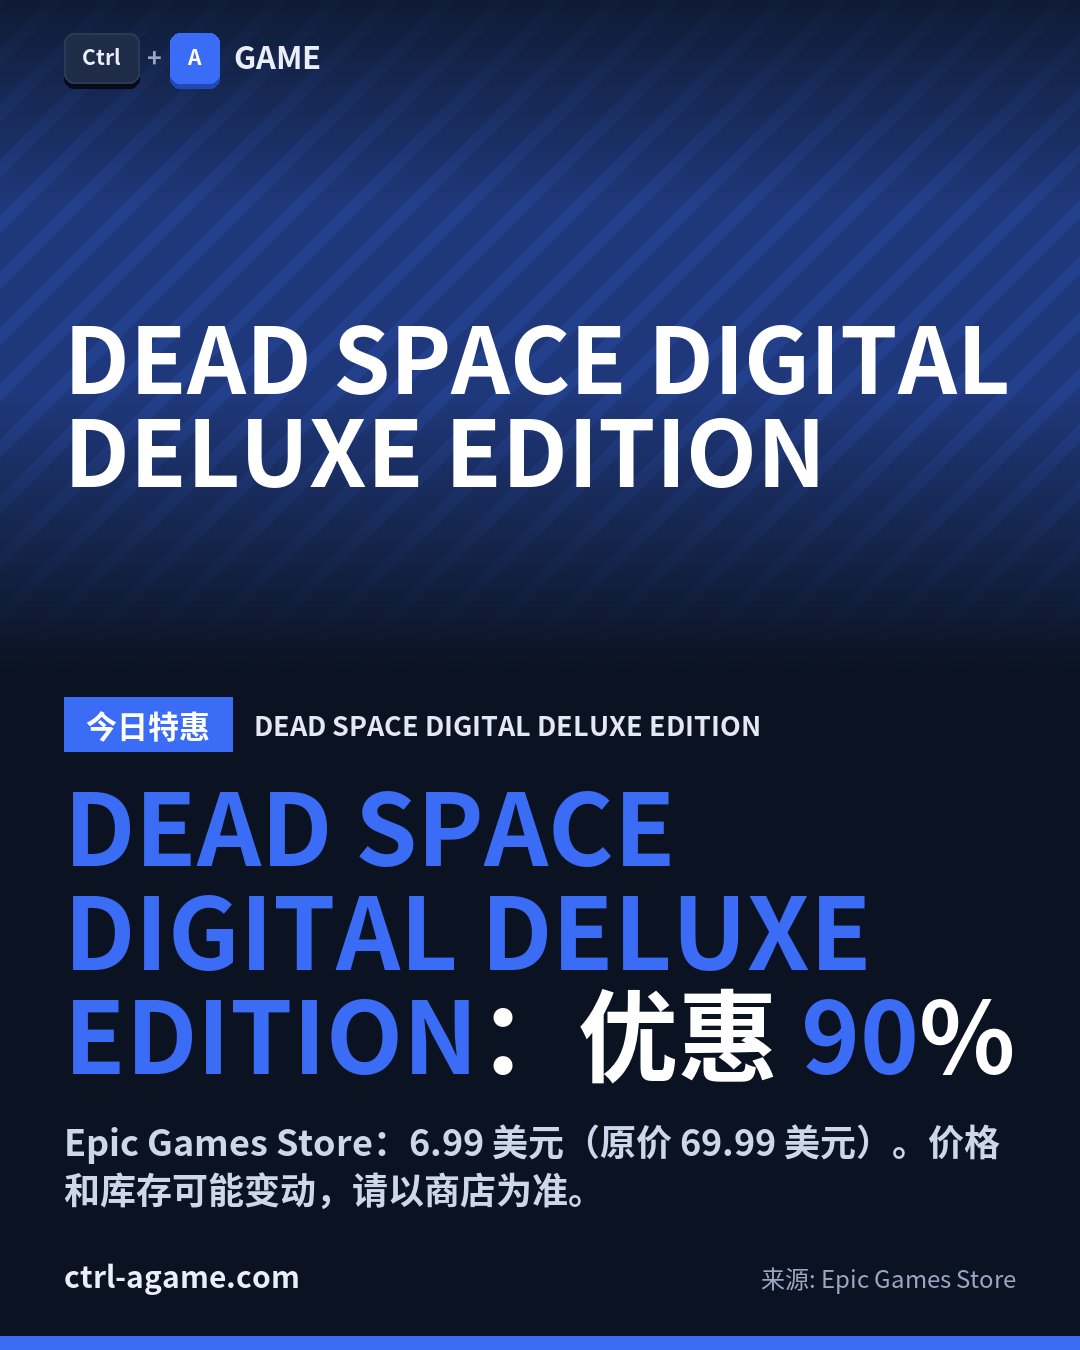 Ctrl + A GAME
DEAD SPACE DIGITAL
DELUXE EDITION
今日特惠 DEAD SPACE DIGITAL DELUXE EDITION
DEAD SPACE
DIGITAL DELUXE
EDITION：优惠 90%
Epic Games Store：6.99 美元（原价 69.99 美元）。价格
和库存可能变动，请以商店为准。
ctrl-agame.com
来源: Epic Games Store